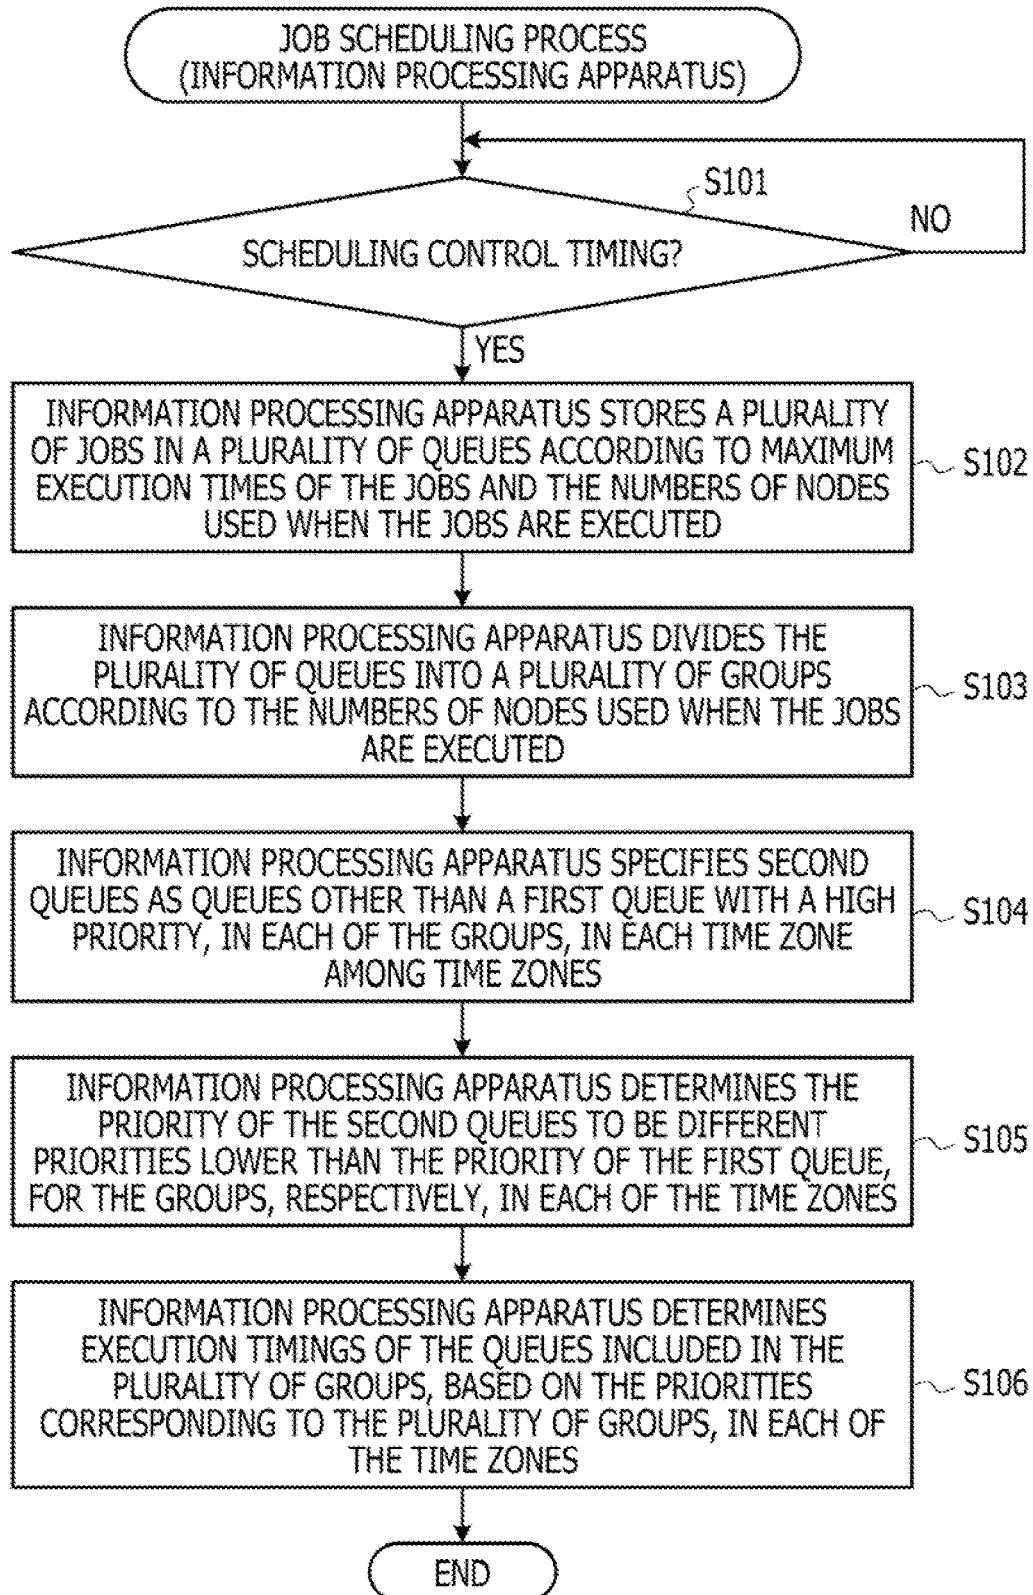 JOB SCHEDULING PROCESS
(INFORMATION PROCESSING APPARATUS)
S101
NO
SCHEDULING CONTROL TIMING?
YES
INFORMATION PROCESSING APPARATUS STORES A PLURALITY
OF JOBS IN A PLURALITY OF QUEUES ACCORDING TO MAXIMUM
EXECUTION TIMES OF THE JOBS AND THE NUMBERS OF NODES
USED WHEN THE JOBS ARE EXECUTED
S102
INFORMATION PROCESSING APPARATUS DIVIDES THE
PLURALITY OF QUEUES INTO A PLURALITY OF GROUPS
ACCORDING TO THE NUMBERS OF NODES USED WHEN THE JOBS
ARE EXECUTED
S103
INFORMATION PROCESSING APPARATUS SPECIFIES SECOND
QUEUES AS QUEUES OTHER THAN A FIRST QUEUE WITH A HIGH
PRIORITY, IN EACH OF THE GROUPS, IN EACH TIME ZONE
AMONG TIME ZONES
S104
INFORMATION PROCESSING APPARATUS DETERMINES THE
PRIORITY OF THE SECOND QUEUES TO BE DIFFERENT
PRIORITIES LOWER THAN THE PRIORITY OF THE FIRST QUEUE,
FOR THE GROUPS, RESPECTIVELY, IN EACH OF THE TIME ZONES
S105
INFORMATION PROCESSING APPARATUS DETERMINES
EXECUTION TIMINGS OF THE QUEUES INCLUDED IN THE
PLURALITY OF GROUPS, BASED ON THE PRIORITIES
CORRESPONDING TO THE PLURALITY OF GROUPS, IN EACH OF
THE TIME ZONES
S106
END